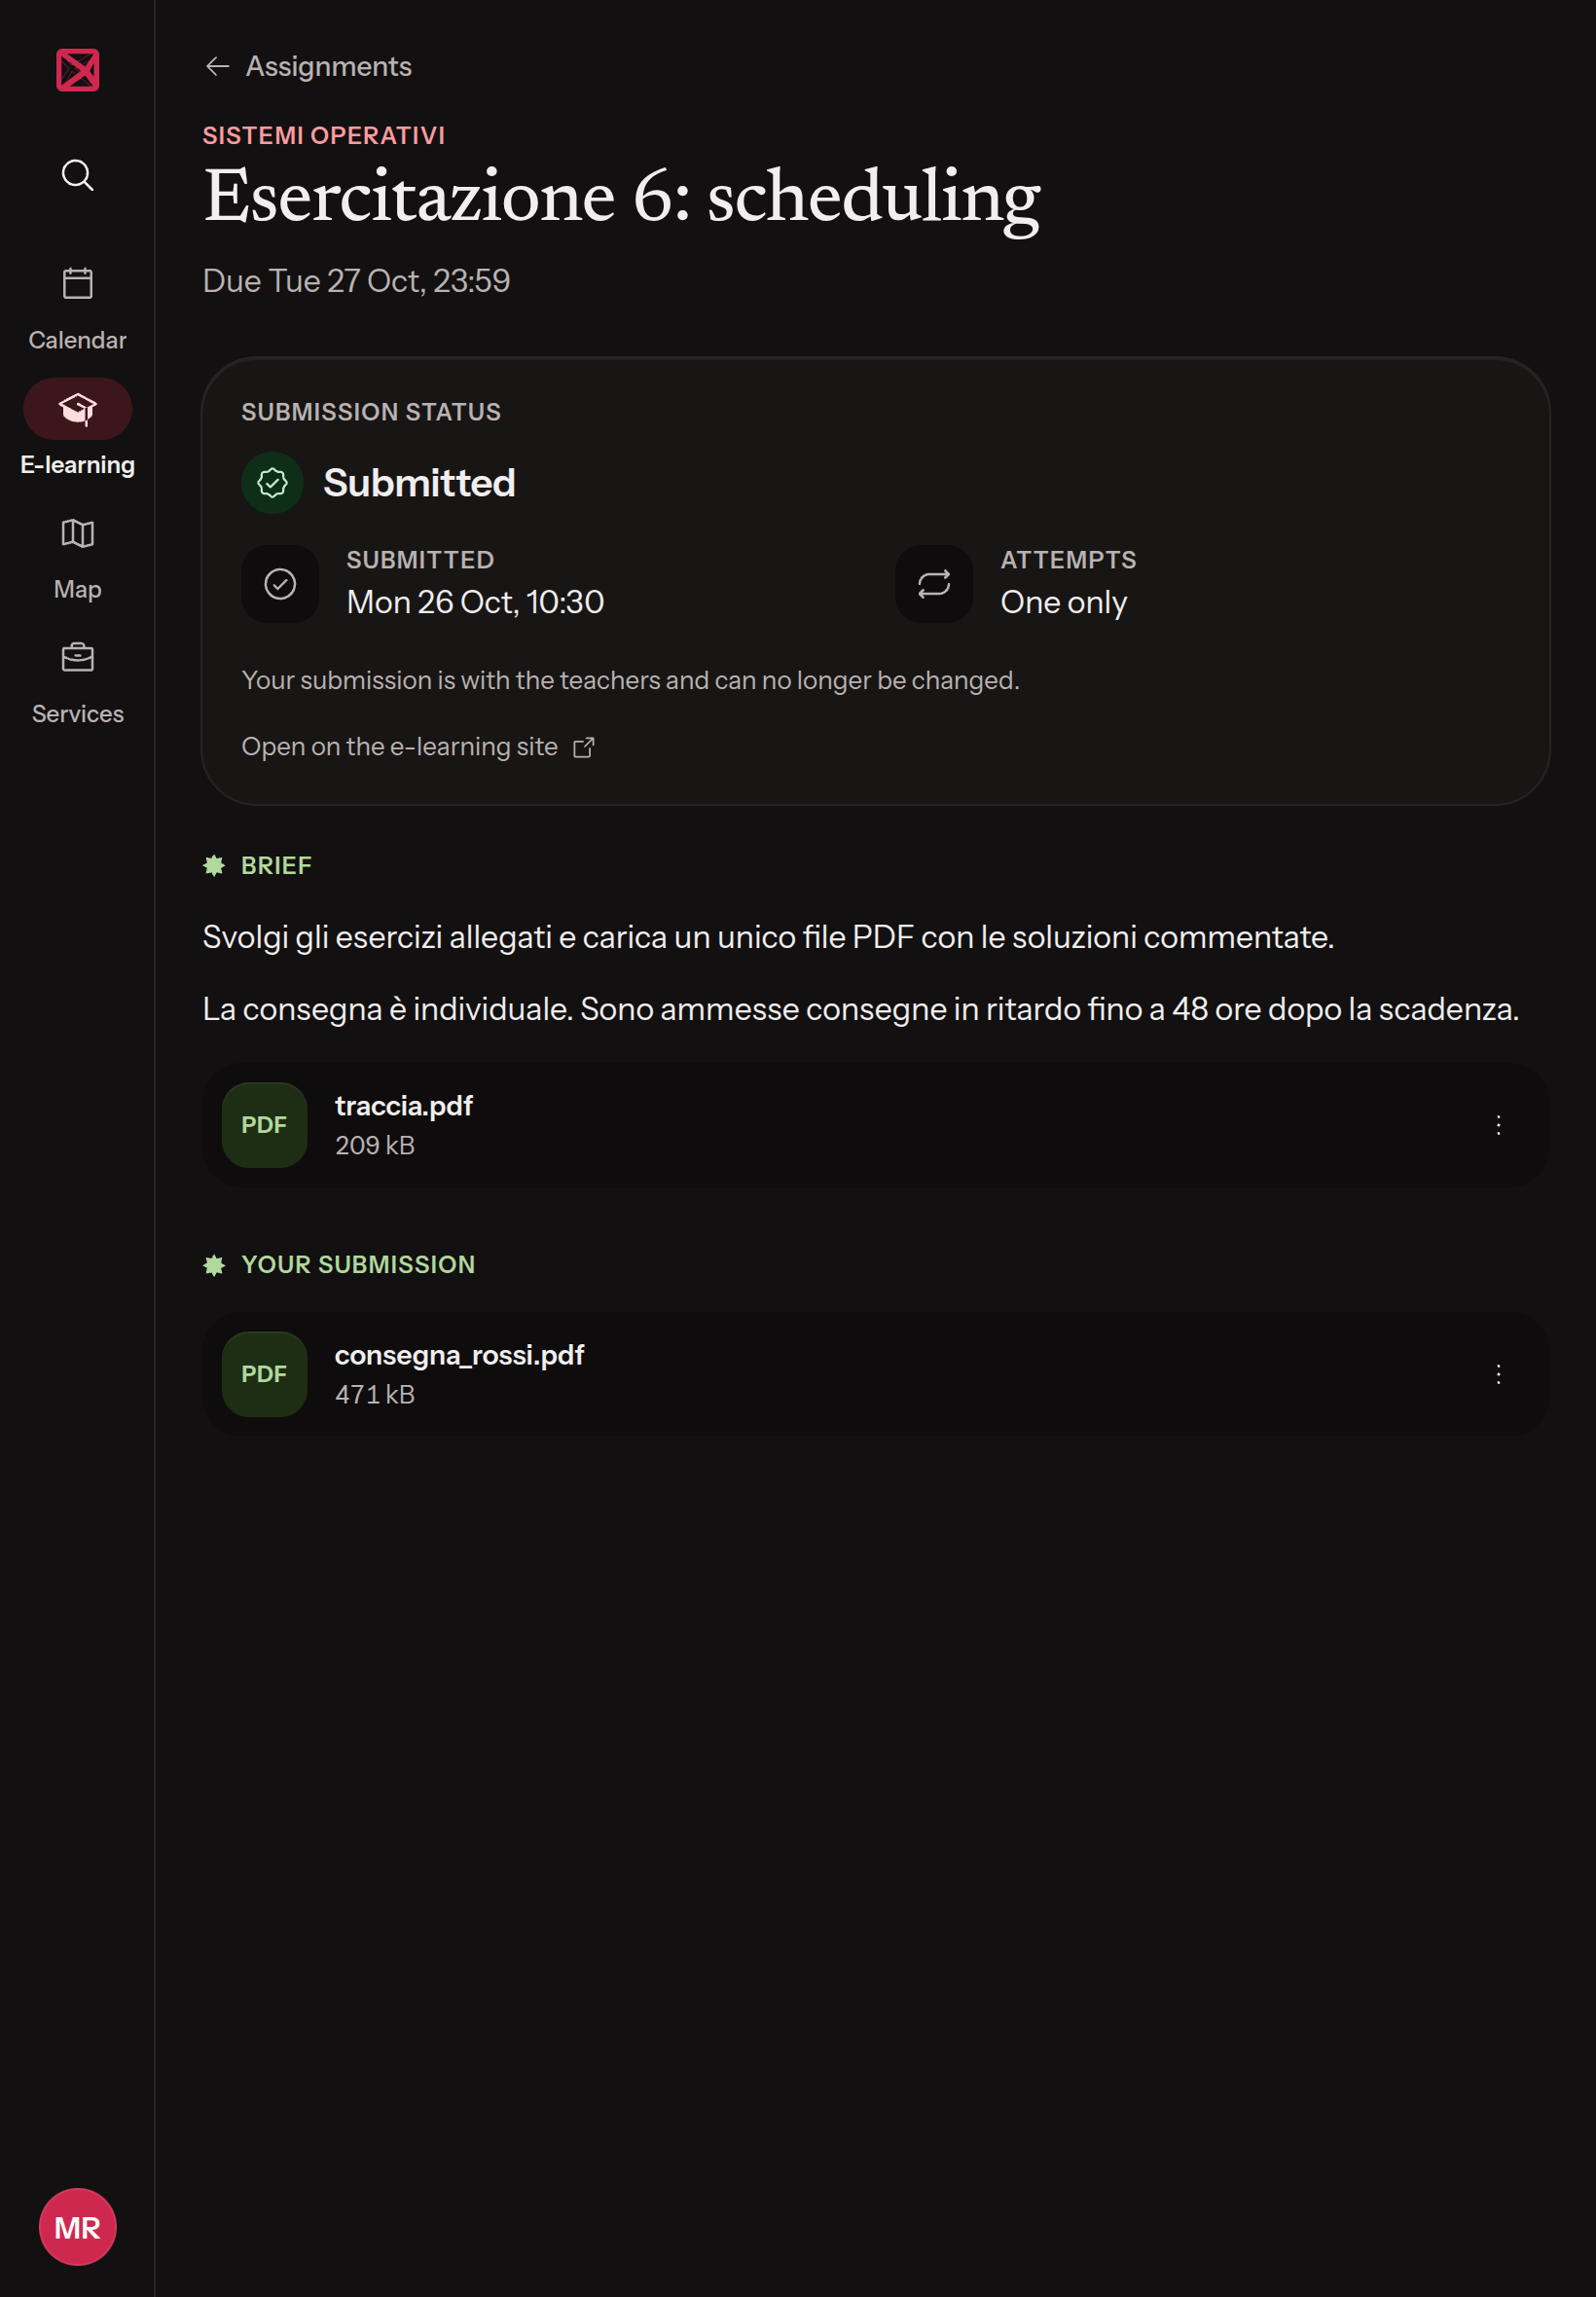 Assignments
SISTEMI OPERATIVI
Esercitazione 6: scheduling
Due Tue 27 Oct, 23:59
Calendar
E-learning
Map
Services
SUBMISSION STATUS
Submitted
SUBMITTED
Mon 26 Oct, 10:30
ATTEMPTS
One only
Your submission is with the teachers and can no longer be changed.
Open on the e-learning site
BRIEF
Svolgi gli esercizi allegati e carica un unico file PDF con le soluzioni commentate.
La consegna è individuale. Sono ammesse consegne in ritardo fino a 48 ore dopo la scadenza.
PDF
traccia.pdf
209 kB
YOUR SUBMISSION
PDF
consegna_rossi.pdf
471 kB
MR